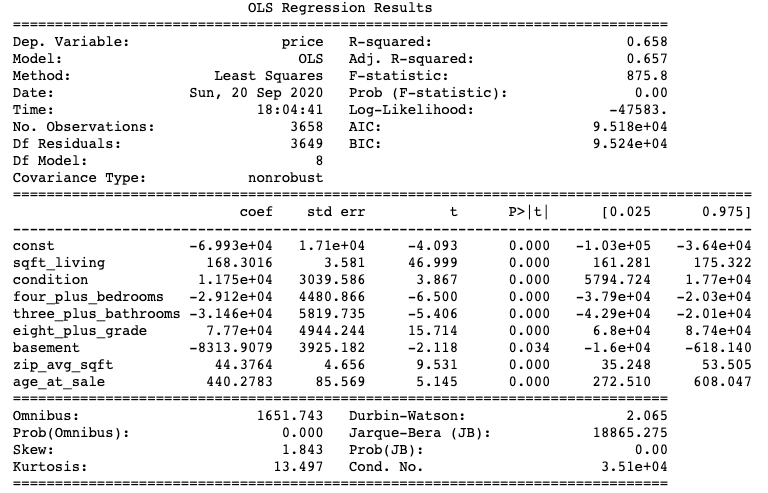 OLS Regression Results
==============================================================================
Dep. Variable: price R-squared: 0.658
Model: OLS Adj. R-squared: 0.657
Method: Least Squares F-statistic: 875.8
Date: Sun, 20 Sep 2020 Prob (F-statistic): 0.00
Time: 18:04:41 Log-Likelihood: -47583.
No. Observations: 3658 AIC: 9.518e+04
Df Residuals: 3649 BIC: 9.524e+04
Df Model: 8
Covariance Type: nonrobust
========================================================================================
coef std err t P>|t| [0.025 0.975]
----------------------------------------------------------------------------------------
const -6.993e+04 1.71e+04 -4.093 0.000 -1.03e+05 -3.64e+04
sqft_living 168.3016 3.581 46.999 0.000 161.281 175.322
condition 1.175e+04 3039.586 3.867 0.000 5794.724 1.77e+04
four_plus_bedrooms -2.912e+04 4480.866 -6.500 0.000 -3.79e+04 -2.03e+04
three_plus_bathrooms -3.146e+04 5819.735 -5.406 0.000 -4.29e+04 -2.01e+04
eight_plus_grade 7.77e+04 4944.244 15.714 0.000 6.8e+04 8.74e+04
basement -8313.9079 3925.182 -2.118 0.034 -1.6e+04 -618.140
zip_avg_sqft 44.3764 4.656 9.531 0.000 35.248 53.505
age_at_sale 440.2783 85.569 5.145 0.000 272.510 608.047
==============================================================================
Omnibus: 1651.743 Durbin-Watson: 2.065
Prob(Omnibus): 0.000 Jarque-Bera (JB): 18865.275
Skew: 1.843 Prob(JB): 0.00
Kurtosis: 13.497 Cond. No. 3.51e+04
==============================================================================